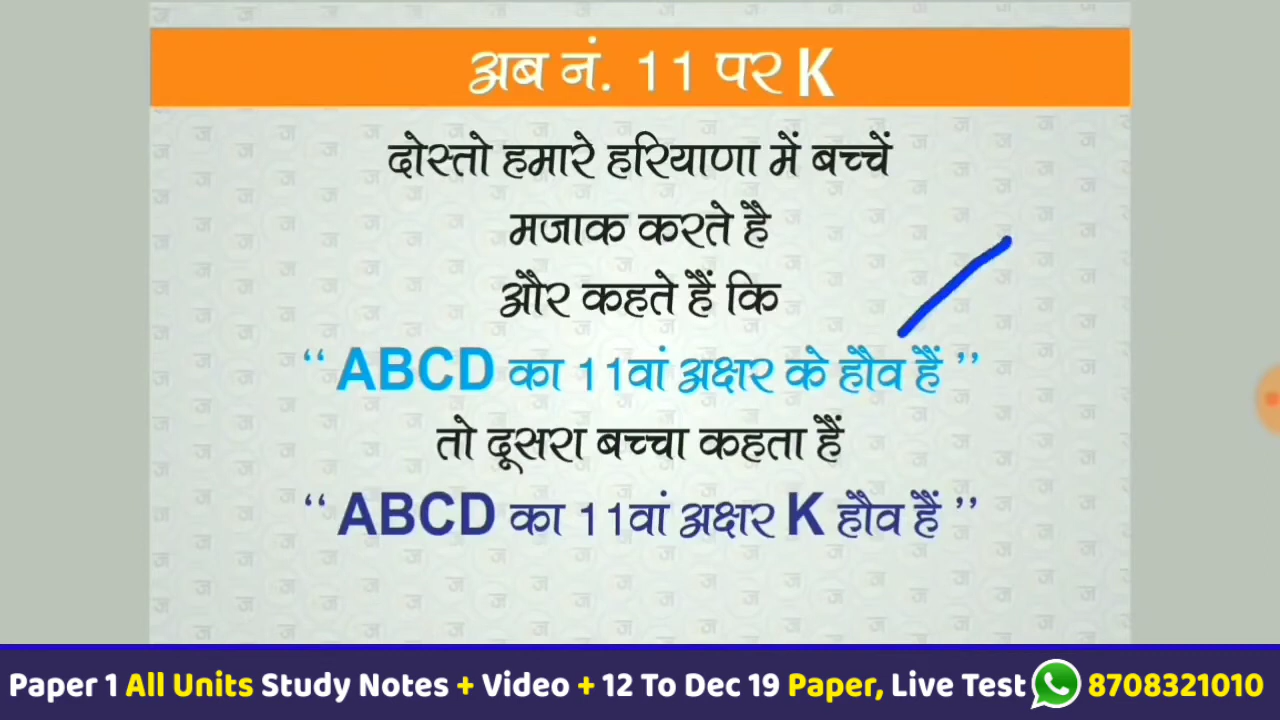 अब नं. 11 पर K
दोस्तो हमारे हरियाणा में बच्चें
मजाक करते है
और कहते हैं कि
“ ABCD का 11वां अक्षर के हौव हैं ”
तो दूसरा बच्चा कहता हैं
“ ABCD का 11वां अक्षर K हौव हैं ”
Paper 1 All Units Study Notes + Video + 12 To Dec 19 Paper, Live Test 8708321010